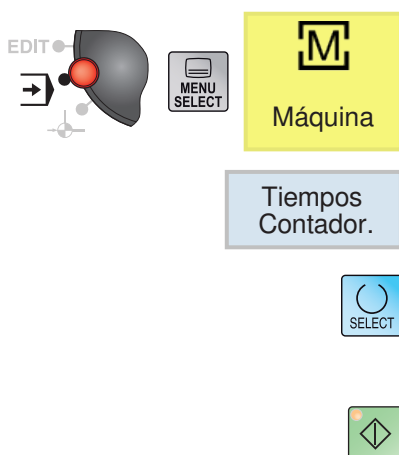 EDIT
MENU
SELECT
M
Máquina
Tiempos
Contador.
SELECT